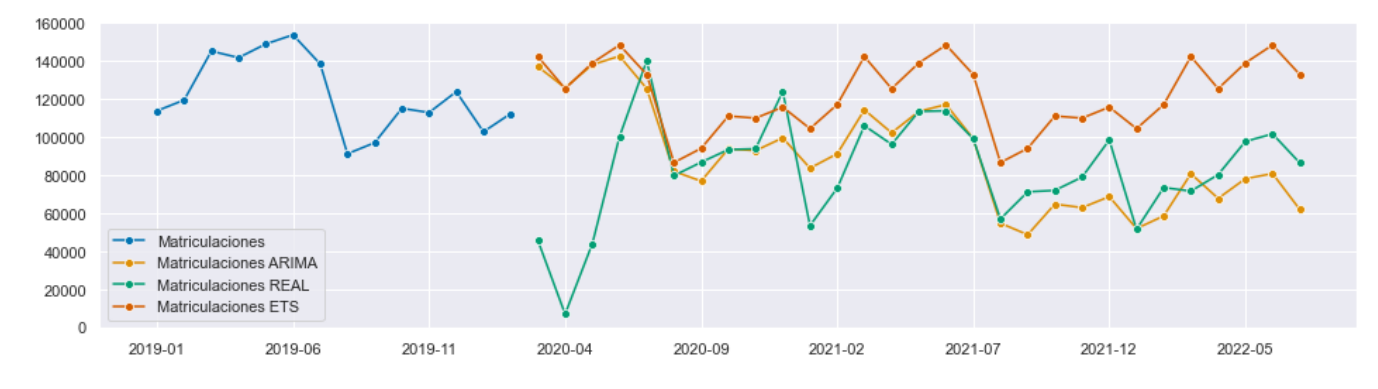 160000
140000
120000
100000
80000
60000
40000
20000
0
Matriculaciones
Matriculaciones ARIMA
Matriculaciones REAL
Matriculaciones ETS
2019-01 2019-06 2019-11 2020-04 2020-09 2021-02 2021-07 2021-12 2022-05